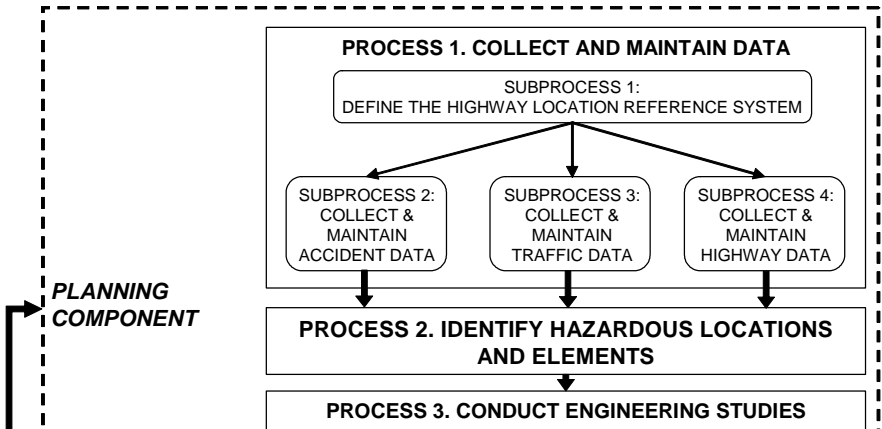 PROCESS 1. COLLECT AND MAINTAIN DATA
SUBPROCESS 1:
DEFINE THE HIGHWAY LOCATION REFERENCE SYSTEM
SUBPROCESS 2:
COLLECT &
MAINTAIN
ACCIDENT DATA
SUBPROCESS 3:
COLLECT &
MAINTAIN
TRAFFIC DATA
SUBPROCESS 4:
COLLECT &
MAINTAIN
HIGHWAY DATA
PLANNING
COMPONENT
PROCESS 2. IDENTIFY HAZARDOUS LOCATIONS
AND ELEMENTS
PROCESS 3. CONDUCT ENGINEERING STUDIES